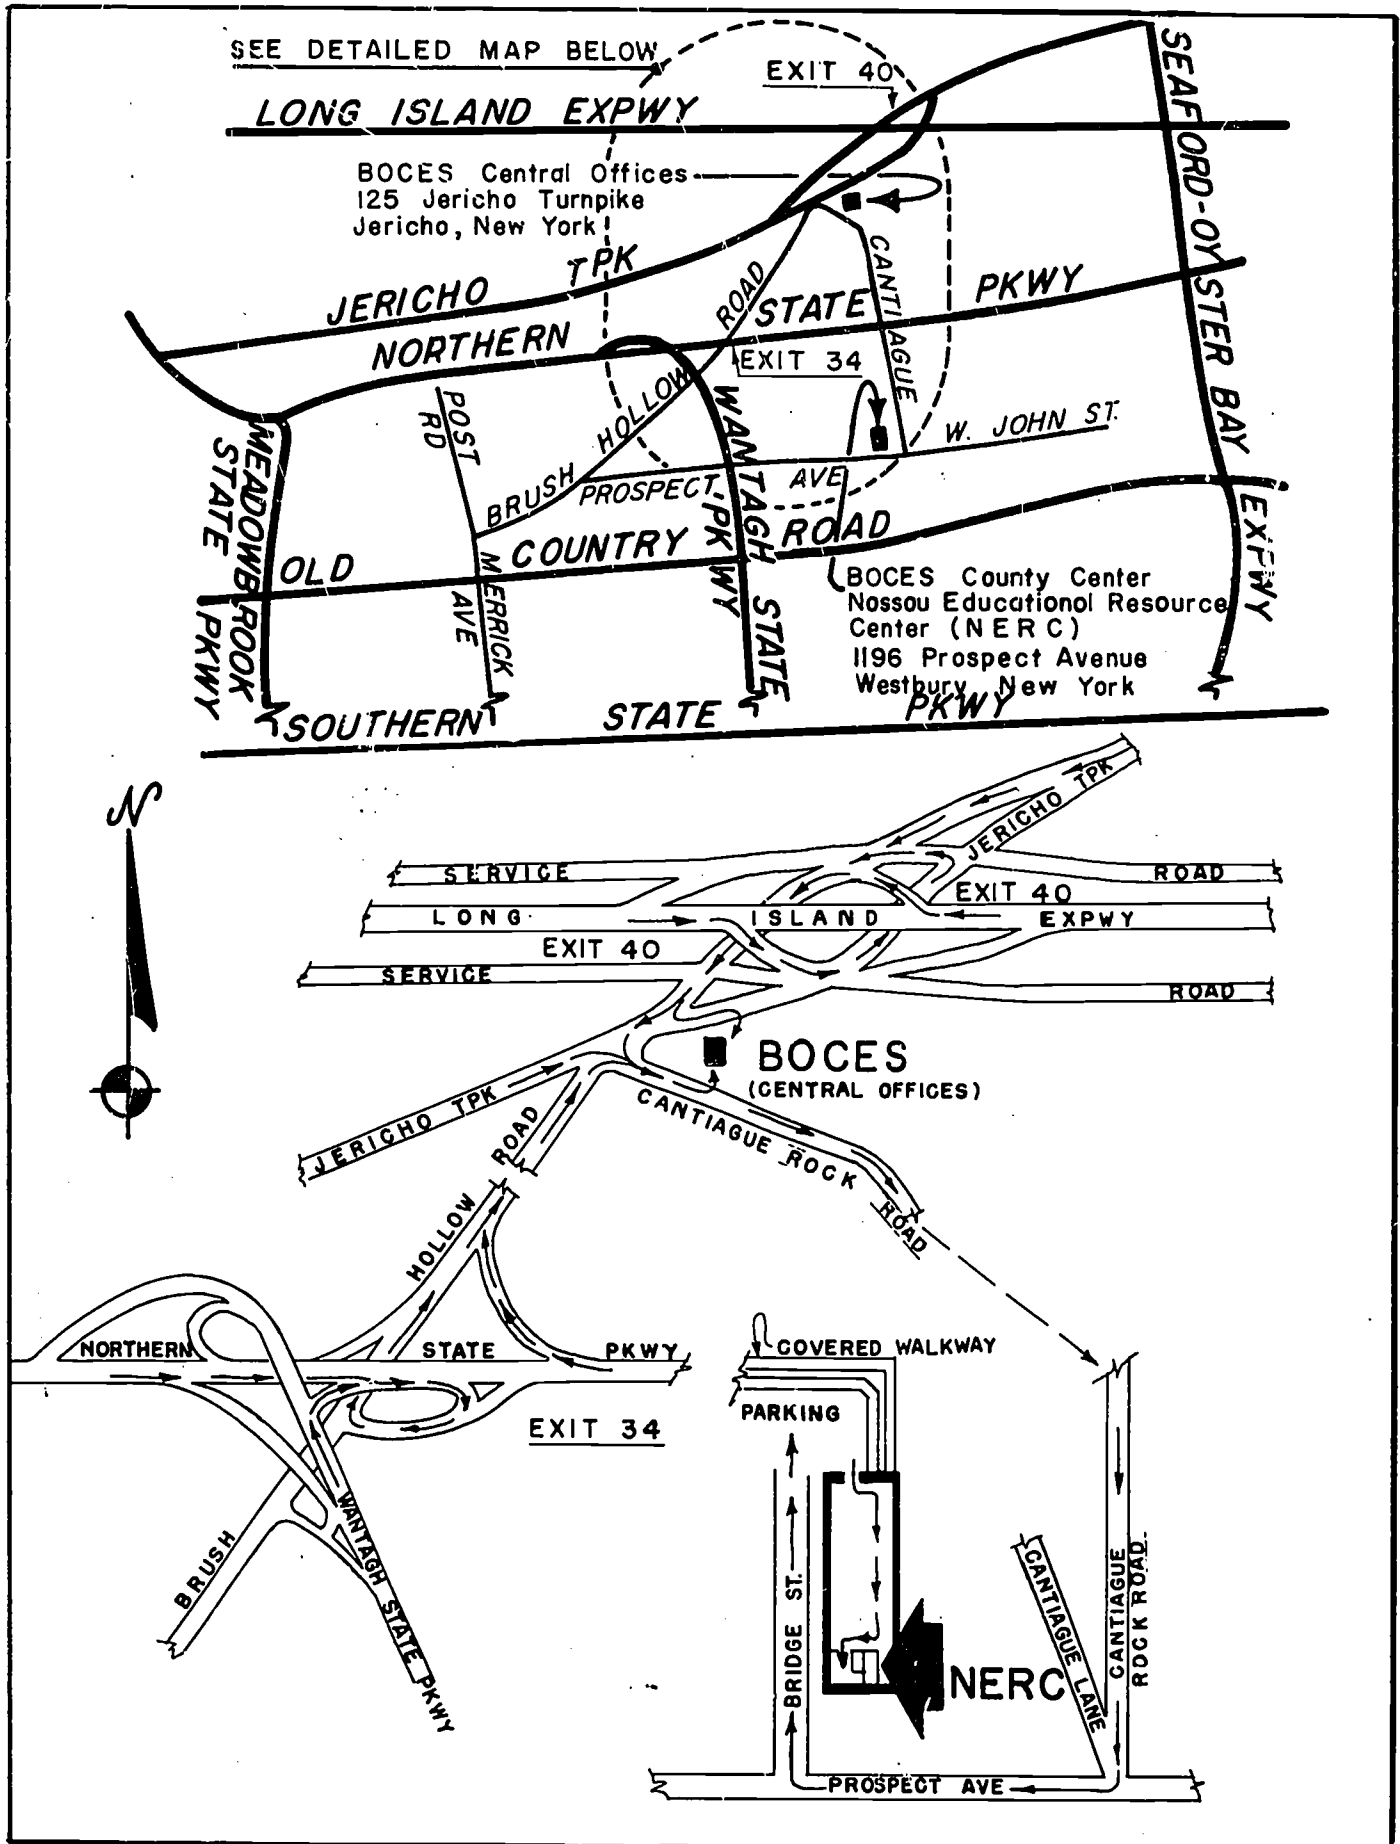 SEE DETAILED MAP BELOW
EXIT 40
LONG ISLAND EXPWY
BOCES Central Offices
125 Jericho Turnpike
Jericho, New York
SEAFORD-OYSTER BAY EXPWY
JERICHO TPK
CANTIAGUE
NORTHERN STATE PKWY
EXIT 34
BRUSH HOLLOW ROAD
POST RD
W. JOHN ST.
PROSPECT AVE
WANTAGH STATE PKWY
MEADOWBROOK STATE PKWY
OLD COUNTRY ROAD
MERRICK AVE
BOCES County Center
Nossou Educational Resource
Center (NERC)
1196 Prospect Avenue
Westbury, New York
SOUTHERN STATE PKWY
N
JERICHO TPK
SERVICE ROAD
EXIT 40
LONG ISLAND EXPWY
EXIT 40
SERVICE ROAD
BOCES
(CENTRAL OFFICES)
JERICHO TPK
CANTIAGUE ROCK ROAD
BRUSH HOLLOW ROAD
NORTHERN STATE PKWY
EXIT 34
WANTAGH STATE PKWY
COVERED WALKWAY
PARKING
BRIDGE ST.
NERC
CANTIAGUE LANE
CANTIAGUE
ROCK ROAD
PROSPECT AVE